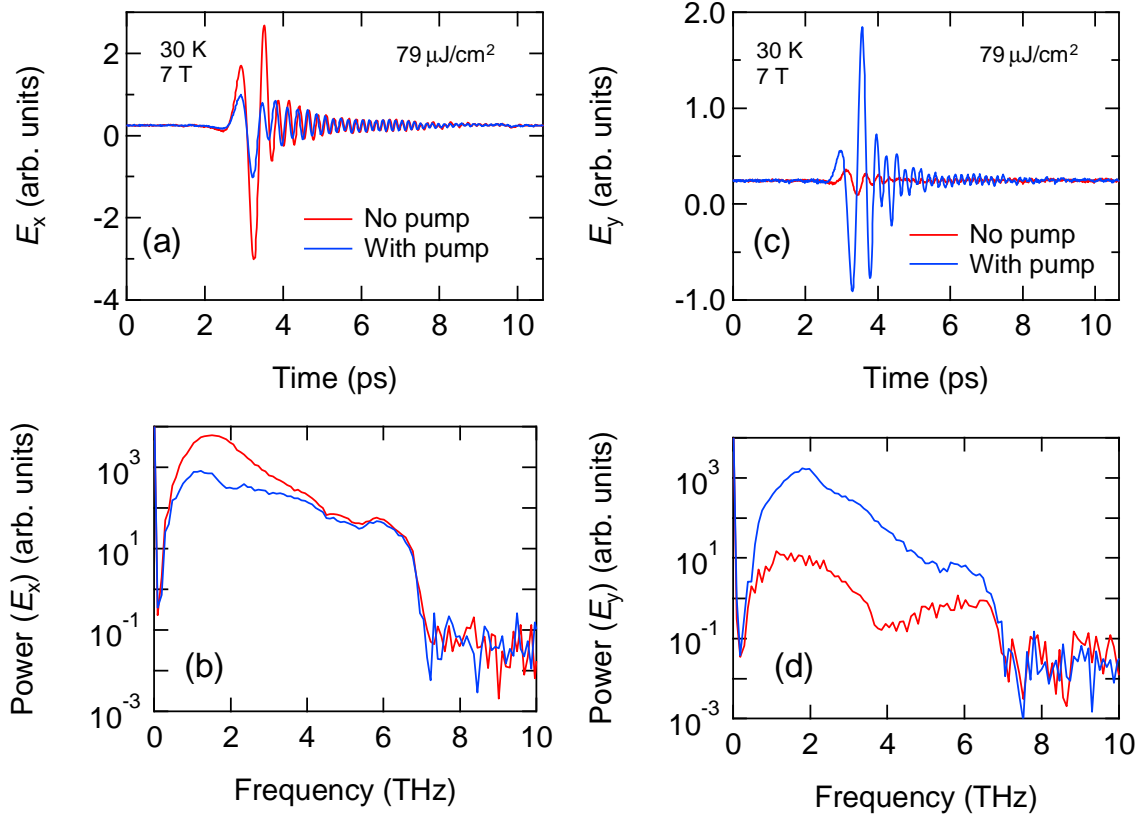 30 K
7 T
79 μJ/cm²
2
0
-2
-4
Eₓ (arb. units)
(a)
No pump
With pump
0 2 4 6 8 10
Time (ps)
30 K
7 T
79 μJ/cm²
2.0
1.0
0.0
-1.0
E_y (arb. units)
(c)
No pump
With pump
0 2 4 6 8 10
Time (ps)
10³
10¹
10⁻¹
10⁻³
Power (Eₓ) (arb. units)
(b)
0 2 4 6 8 10
Frequency (THz)
10³
10¹
10⁻¹
10⁻³
Power (E_y) (arb. units)
(d)
0 2 4 6 8 10
Frequency (THz)